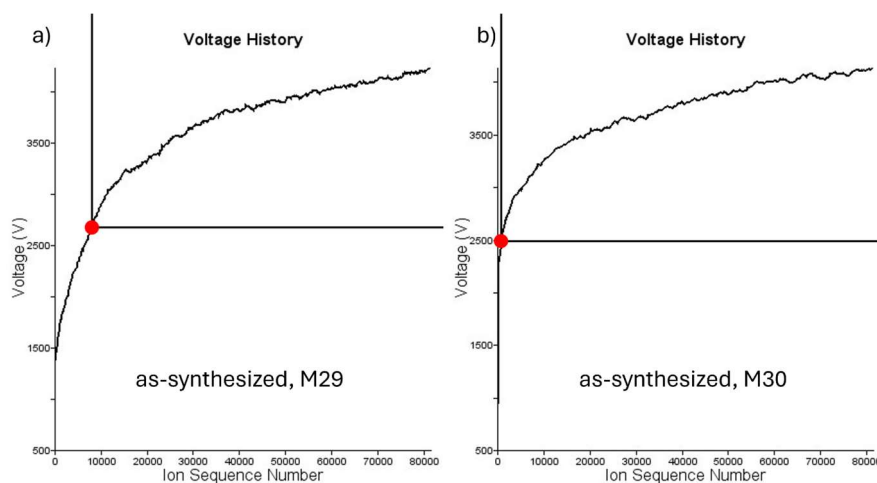 a)
Voltage History
Voltage (V)
3500
2500
1500
500
as-synthesized, M29
0 10000 20000 30000 40000 50000 60000 70000 80000
Ion Sequence Number
b)
Voltage History
Voltage (V)
3500
2500
1500
500
as-synthesized, M30
0 10000 20000 30000 40000 50000 60000 70000 80000
Ion Sequence Number